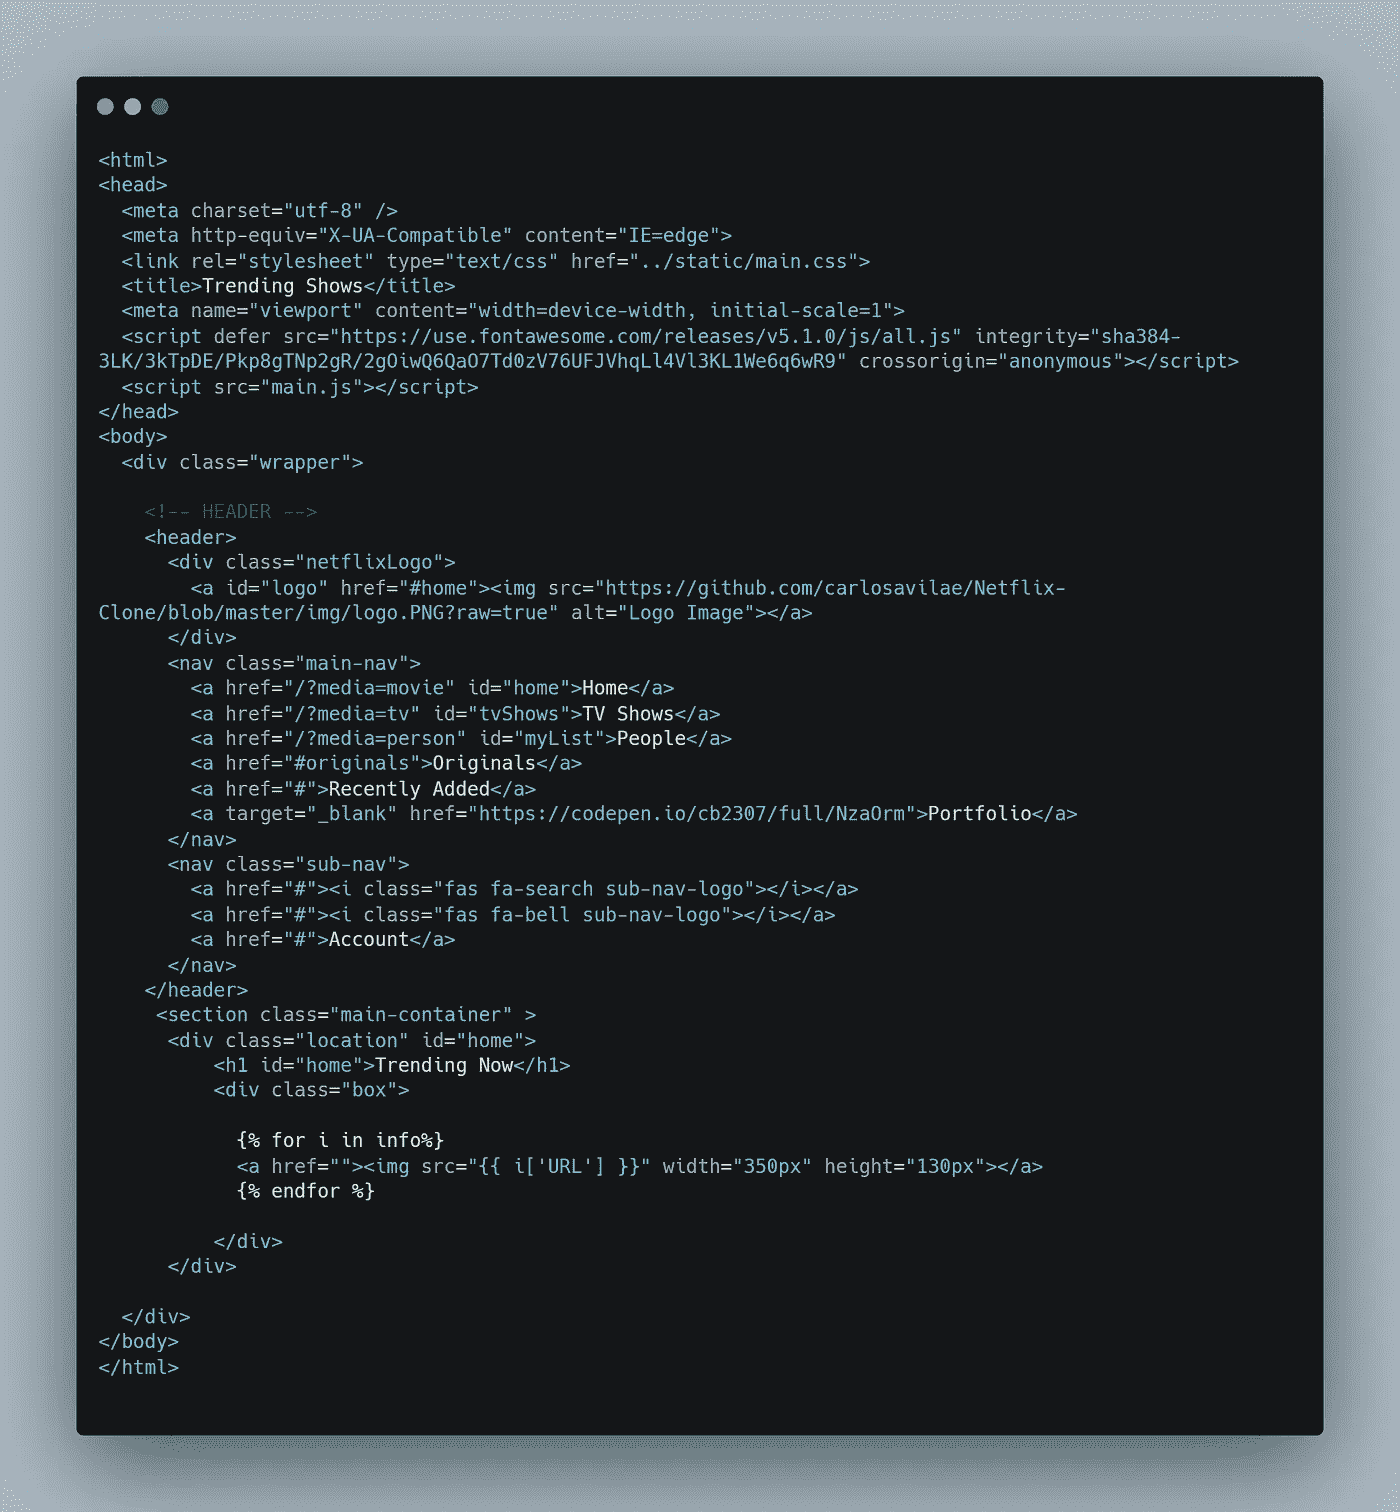 <html>
<head>
  <meta charset="utf-8" />
  <meta http-equiv="X-UA-Compatible" content="IE=edge">
  <link rel="stylesheet" type="text/css" href="../static/main.css">
  <title>Trending Shows</title>
  <meta name="viewport" content="width=device-width, initial-scale=1">
  <script defer src="https://use.fontawesome.com/releases/v5.1.0/js/all.js" integrity="sha384-
3LK/3kTpDE/Pkp8gTNp2gR/2gOiwQ6QaO7Td0zV76UFJVhqLl4Vl3KL1We6q6wR9" crossorigin="anonymous"></script>
  <script src="main.js"></script>
</head>
<body>
  <div class="wrapper">

    <!-- HEADER -->
    <header>
      <div class="netflixLogo">
        <a id="logo" href="#home"><img src="https://github.com/carlosavilae/Netflix-
Clone/blob/master/img/logo.PNG?raw=true" alt="Logo Image"></a>
      </div>
      <nav class="main-nav">
        <a href="/?media=movie" id="home">Home</a>
        <a href="/?media=tv" id="tvShows">TV Shows</a>
        <a href="/?media=person" id="myList">People</a>
        <a href="#originals">Originals</a>
        <a href="#">Recently Added</a>
        <a target="_blank" href="https://codepen.io/cb2307/full/NzaOrm">Portfolio</a>
      </nav>
      <nav class="sub-nav">
        <a href="#"><i class="fas fa-search sub-nav-logo"></i></a>
        <a href="#"><i class="fas fa-bell sub-nav-logo"></i></a>
        <a href="#">Account</a>
      </nav>
    </header>
     <section class="main-container" >
      <div class="location" id="home">
          <h1 id="home">Trending Now</h1>
          <div class="box">

            {% for i in info%}
            <a href=""><img src="{{ i['URL'] }}" width="350px" height="130px"></a>
            {% endfor %}

          </div>
      </div>

  </div>
</body>
</html>